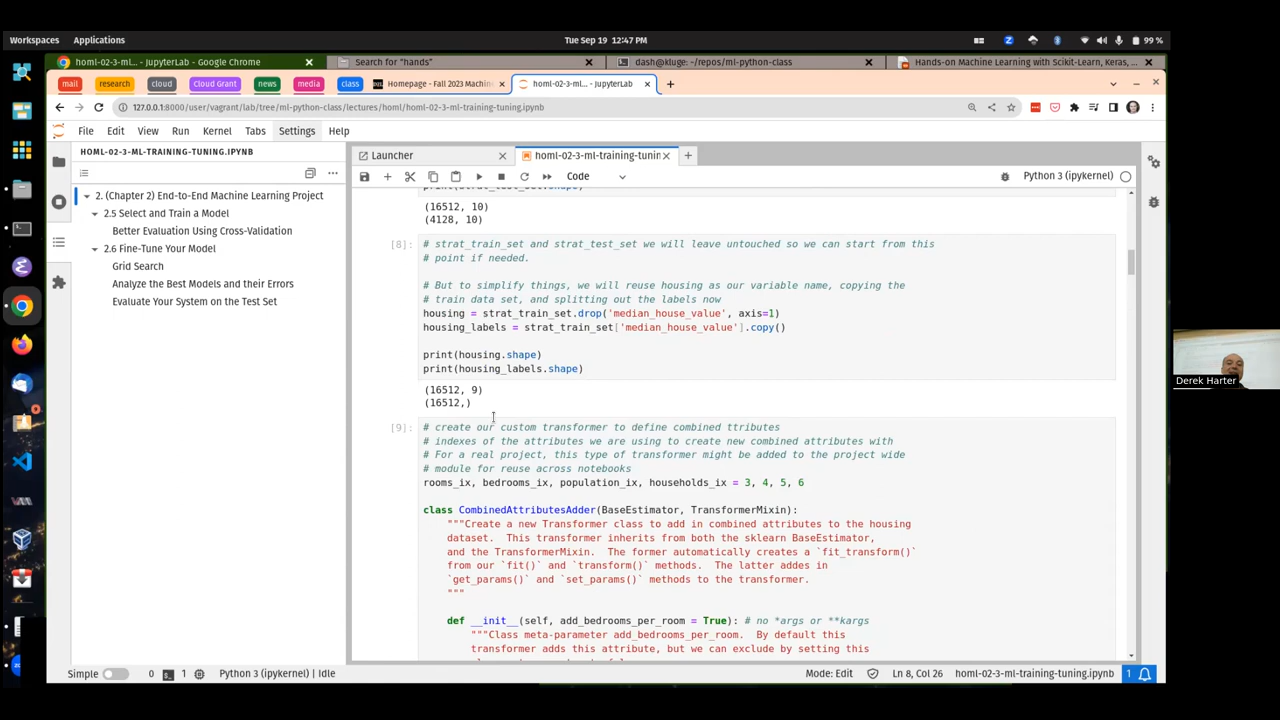 Workspaces Applications Tue Sep 19 12:47 PM 99 %
homl-02-3-ml... - JupyterLab - Google Chrome
Search for "hands"
dash@kluge: ~/repos/ml-python-class
Hands-on Machine Learning with Scikit-Learn, Keras, ...
mail research cloud Cloud Grant news media class Homepage - Fall 2023 Machin homl-02-3-ml... - JupyterLab
127.0.0.1:8000/user/vagrant/lab/tree/ml-python-class/lectures/homl/homl-02-3-ml-training-tuning.ipynb
File Edit View Run Kernel Tabs Settings Help
HOML-02-3-ML-TRAINING-TUNING.IPYNB
2. (Chapter 2) End-to-End Machine Learning Project
2.5 Select and Train a Model
Better Evaluation Using Cross-Validation
2.6 Fine-Tune Your Model
Grid Search
Analyze the Best Models and their Errors
Evaluate Your System on the Test Set
Launcher
homl-02-3-ml-training-tunin
Code
Python 3 (ipykernel)
(16512, 10)
(4128, 10)
[8]:
# strat_train_set and strat_test_set we will leave untouched so we can start from this
# point if needed.
# But to simplify things, we will reuse housing as our variable name, copying the
# train data set, and splitting out the labels now
housing = strat_train_set.drop('median_house_value', axis=1)
housing_labels = strat_train_set['median_house_value'].copy()
print(housing.shape)
print(housing_labels.shape)
(16512, 9)
(16512,)
[9]:
# create our custom transformer to define combined ttributes
# indexes of the attributes we are using to create new combined attributes with
# For a real project, this type of transformer might be added to the project wide
# module for reuse across notebooks
rooms_ix, bedrooms_ix, population_ix, households_ix = 3, 4, 5, 6
class CombinedAttributesAdder(BaseEstimator, TransformerMixin):
"""Create a new Transformer class to add in combined attributes to the housing
dataset. This transformer inherits from both the sklearn BaseEstimator,
and the TransformerMixin. The former automatically creates a `fit_transform()`
from our `fit()` and `transform()` methods. The latter addes in
`get_params()` and `set_params()` methods to the transformer.
"""
def __init__(self, add_bedrooms_per_room = True): # no *args or **kargs
"""Class meta-parameter add_bedrooms_per_room. By default this
transformer adds this attribute, but we can exclude by setting this
Derek Harter
Simple 0 1 Python 3 (ipykernel) | Idle Mode: Edit Ln 8, Col 26 homl-02-3-ml-training-tuning.ipynb 1